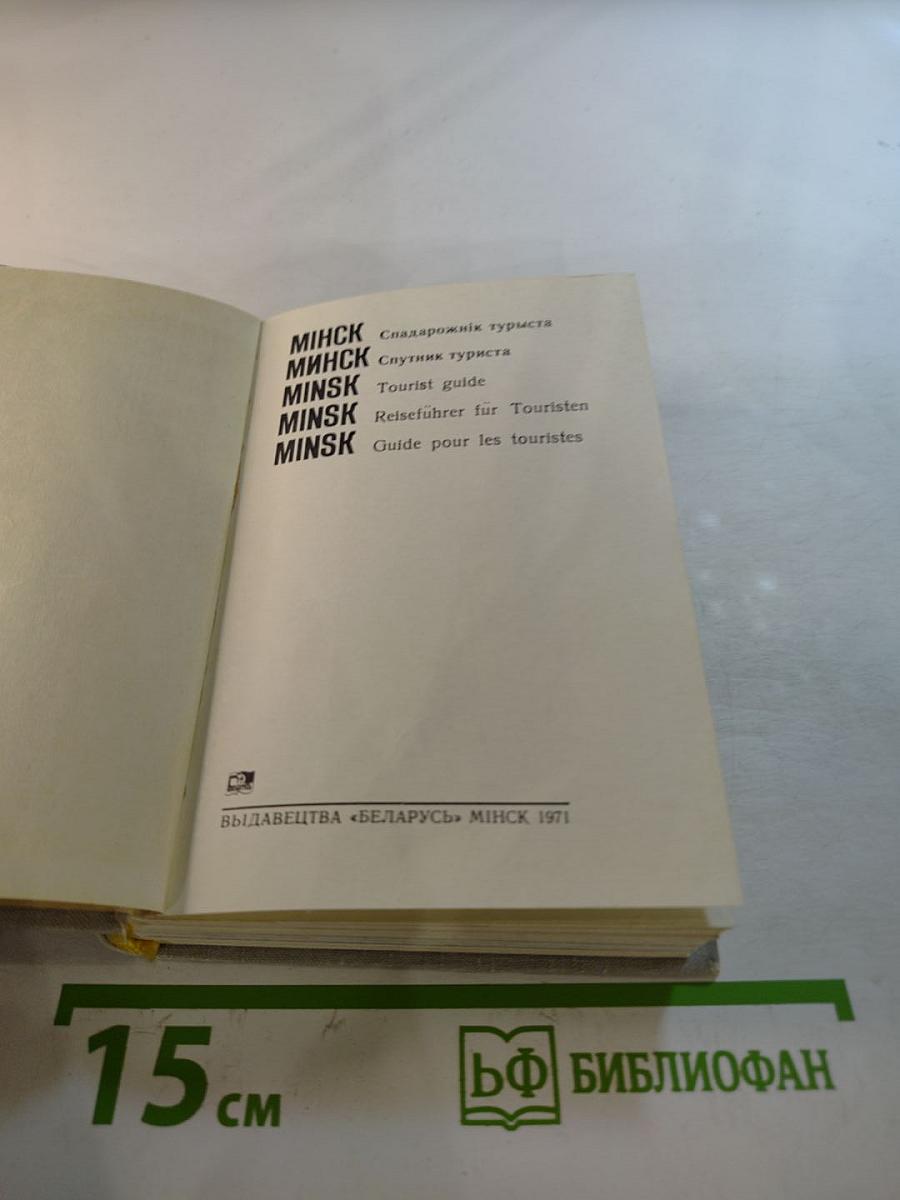 МІНСК Спадарожнік турыста
МИНСК Спутник туриста
MINSK Tourist guide
MINSK Reiseführer für Touristen
MINSK Guide pour les touristes
ВЫДАВЕЦТВА «БЕЛАРУСЬ» МІНСК 1971
15 см
БФ БИБЛИОФАН